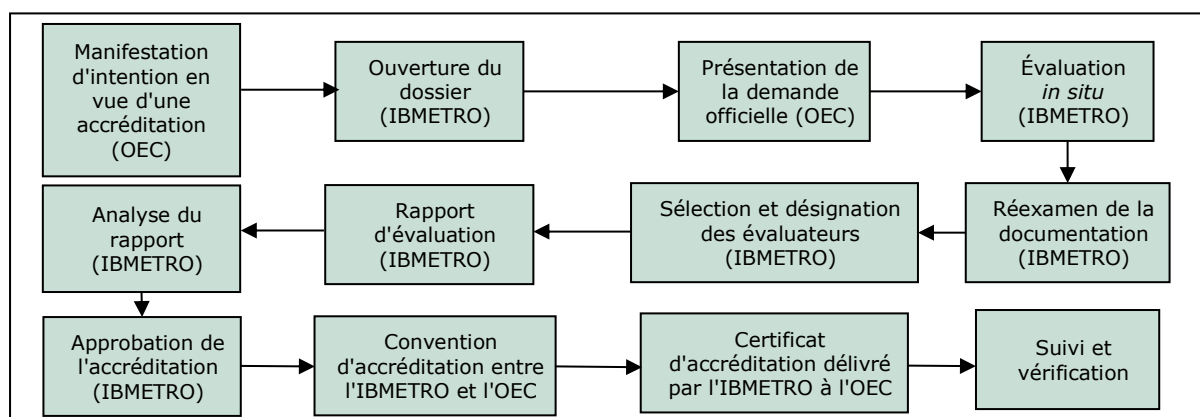 Manifestation
d'intention en
vue d'une
accréditation
(OEC)
Ouverture du
dossier
(IBMETRO)
Présentation de
la demande
officielle (OEC)
Évaluation
in situ
(IBMETRO)
Réexamen de la
documentation
(IBMETRO)
Sélection et désignation
des évaluateurs
(IBMETRO)
Rapport
d'évaluation
(IBMETRO)
Analyse du
rapport
(IBMETRO)
Approbation de
l'accréditation
(IBMETRO)
Convention
d'accréditation entre
l'IBMETRO et l'OEC
Certificat
d'accréditation délivré
par l'IBMETRO à l'OEC
Suivi et
vérification